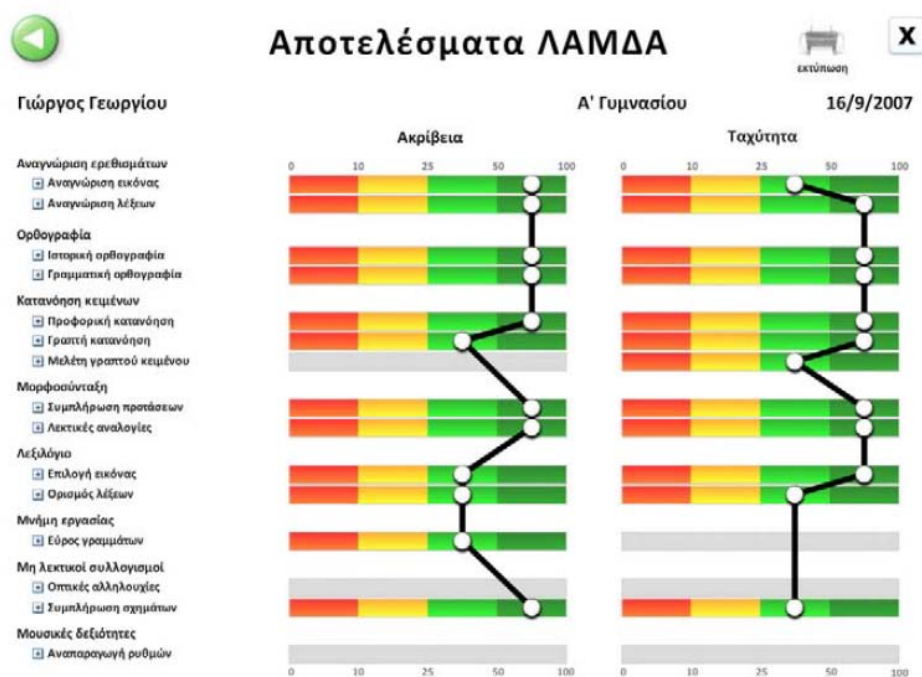 Αποτελέσματα ΛΑΜΔΑ
εκτύπωση
X
Γιώργος Γεωργίου Α' Γυμνασίου 16/9/2007
Ακρίβεια Ταχύτητα
0 10 25 50 100 0 10 25 50 100
Αναγνώριση ερεθισμάτων
Αναγνώριση εικόνας
Αναγνώριση λέξεων
Ορθογραφία
Ιστορική ορθογραφία
Γραμματική ορθογραφία
Κατανόηση κειμένων
Προφορική κατανόηση
Γραπτή κατανόηση
Μελέτη γραπτού κειμένου
Μορφοσύνταξη
Συμπλήρωση προτάσεων
Λεκτικές αναλογίες
Λεξιλόγιο
Επιλογή εικόνας
Ορισμός λέξεων
Μνήμη εργασίας
Εύρος γραμμάτων
Μη λεκτικοί συλλογισμοί
Οπτικές αλληλουχίες
Συμπλήρωση σχημάτων
Μουσικές δεξιότητες
Αναπαραγωγή ρυθμών
0 10 25 50 100 0 10 25 50 100